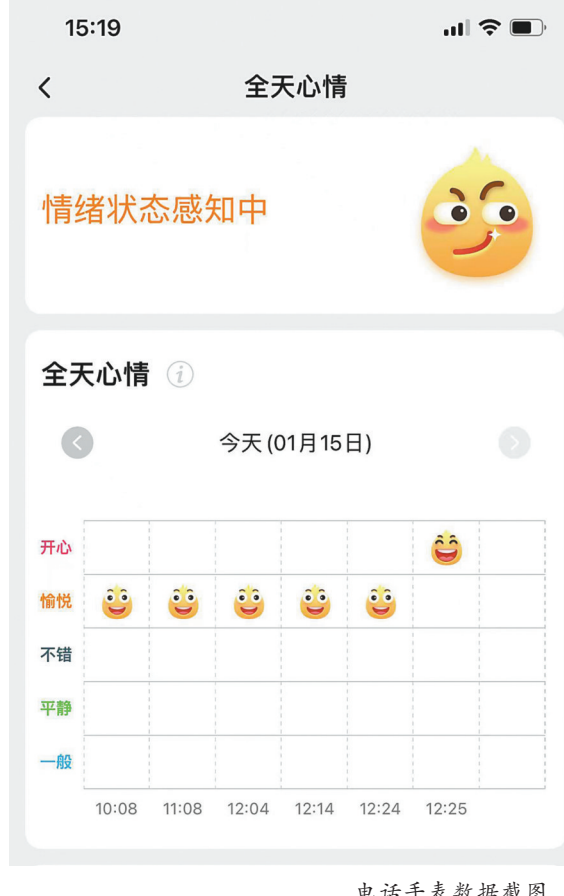 15:19
全天心情
情绪状态感知中
全天心情 i
今天(01月15日)
开心
愉悦
不错
平静
一般
10:08 11:08 12:04 12:14 12:24 12:25
电话手表数据截图